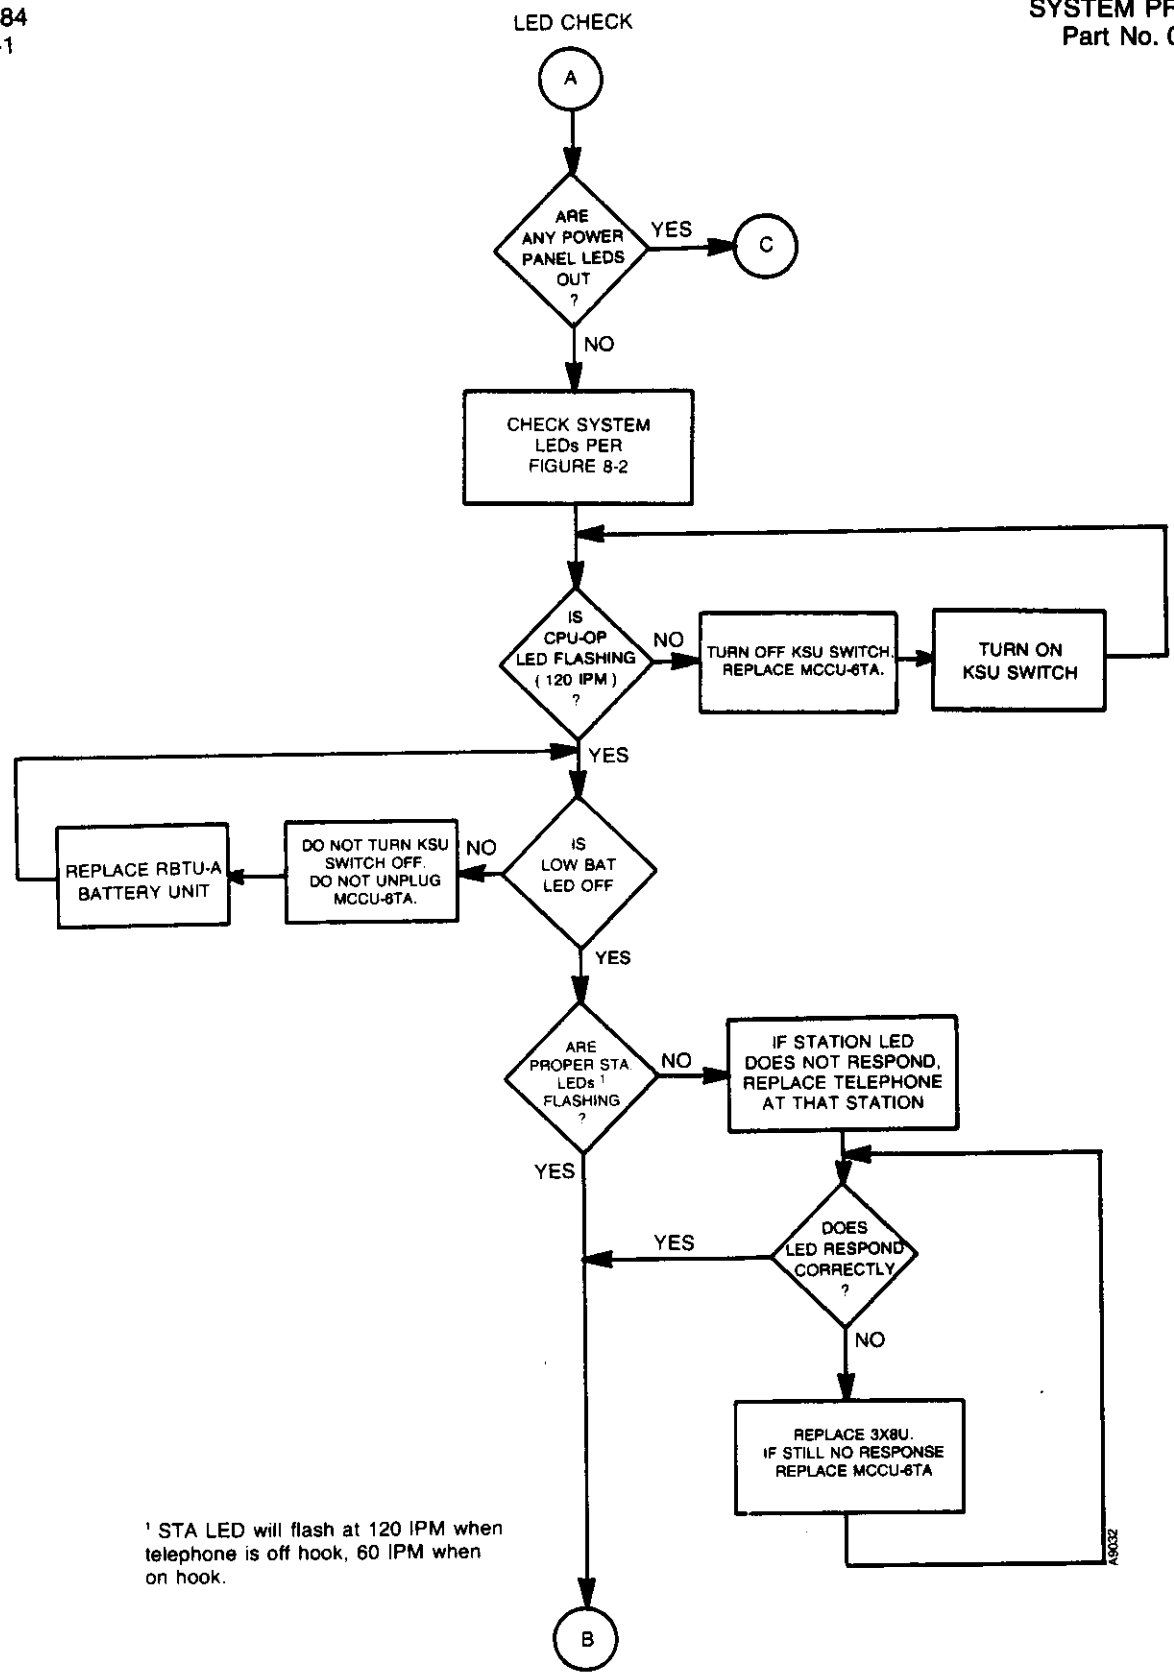 84
-1
SYSTEM PR
Part No. 0
LED CHECK
A
ARE
ANY POWER
PANEL LEDS
OUT
?
YES
C
NO
CHECK SYSTEM
LEDs PER
FIGURE 8-2
IS
CPU-OP
LED FLASHING
( 120 IPM )
?
NO
TURN OFF KSU SWITCH.
REPLACE MCCU-6TA.
TURN ON
KSU SWITCH
YES
IS
LOW BAT
LED OFF
NO
DO NOT TURN KSU
SWITCH OFF.
DO NOT UNPLUG
MCCU-6TA.
REPLACE RBTU-A
BATTERY UNIT
YES
ARE
PROPER STA.
LEDs ¹
FLASHING
?
NO
IF STATION LED
DOES NOT RESPOND,
REPLACE TELEPHONE
AT THAT STATION
YES
DOES
LED RESPOND
CORRECTLY
?
YES
NO
REPLACE 3X8U.
IF STILL NO RESPONSE
REPLACE MCCU-6TA
A9032
¹ STA LED will flash at 120 IPM when
telephone is off hook, 60 IPM when
on hook.
B